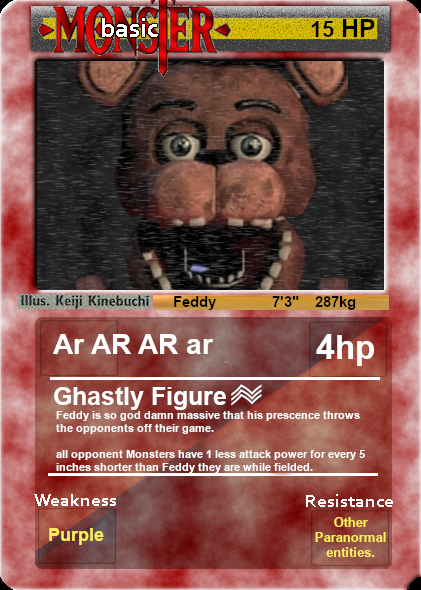 MONSTER
basic
15 HP
Illus. Keiji Kinebuchi Feddy 7'3" 287kg
Ar AR AR ar 4hp
Ghastly Figure
Feddy is so god damn massive that his prescence throws
the opponents off their game.
all opponent Monsters have 1 less attack power for every 5
inches shorter than Feddy they are while fielded.
Weakness
Purple
Resistance
Other
Paranormal
entities.